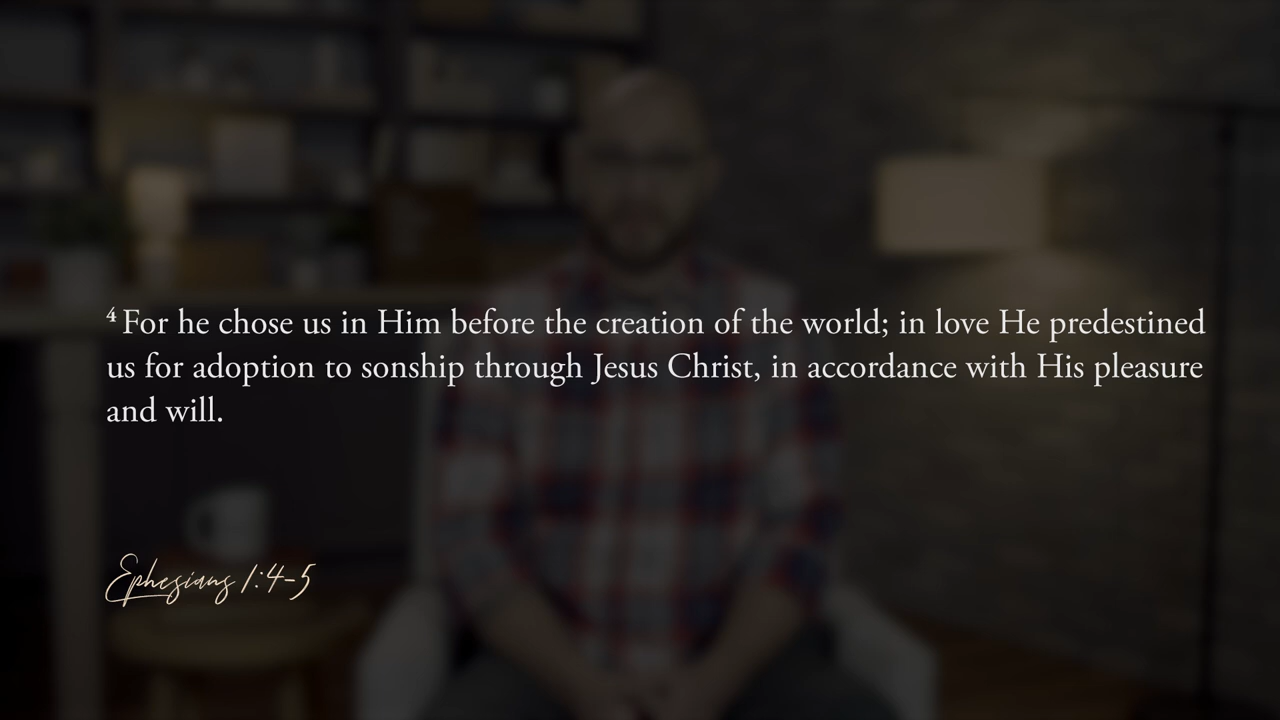 ⁴ For he chose us in Him before the creation of the world; in love He predestined
us for adoption to sonship through Jesus Christ, in accordance with His pleasure
and will.
Ephesians 1:4-5